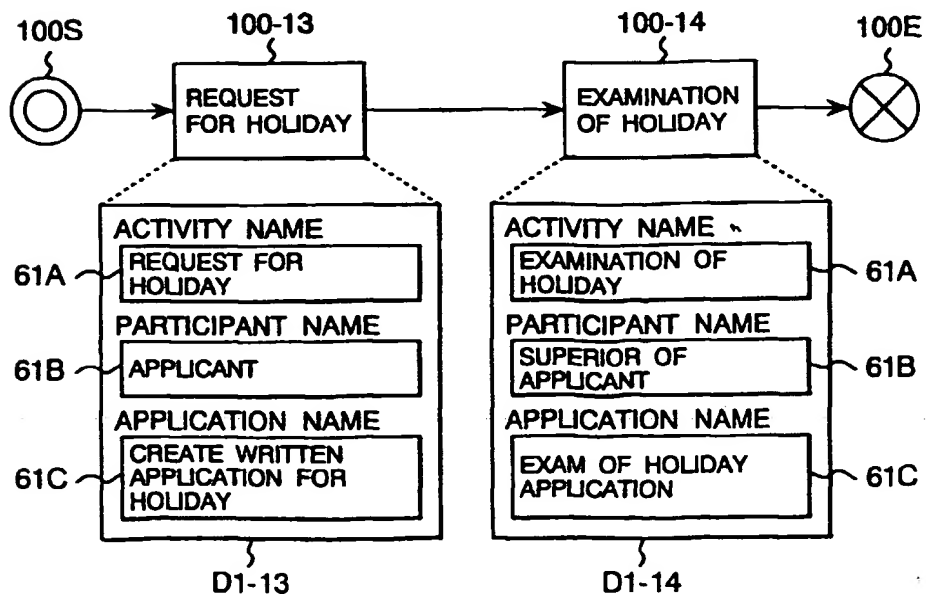 100S
100-13
100-14
100E
REQUEST
FOR HOLIDAY
EXAMINATION
OF HOLIDAY
ACTIVITY NAME
61A
REQUEST FOR
HOLIDAY
PARTICIPANT NAME
61B
APPLICANT
APPLICATION NAME
61C
CREATE WRITTEN
APPLICATION FOR
HOLIDAY
D1-13
ACTIVITY NAME
EXAMINATION OF
HOLIDAY
61A
PARTICIPANT NAME
SUPERIOR OF
APPLICANT
61B
APPLICATION NAME
EXAM OF HOLIDAY
APPLICATION
61C
D1-14